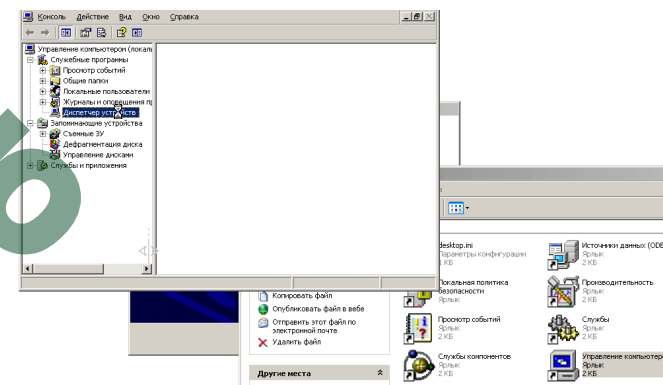 Консоль Действие Вид Окно Справка
Управление компьютером (локаль
Служебные программы
Просмотр событий
Общие папки
Локальные пользователи
Журналы и оповещения пр
Диспетчер устройств
Запоминающие устройства
Съемные ЗУ
Дефрагментация диска
Управление дисками
Службы и приложения
desktop.ini
Параметры конфигурации
1 КБ
Источники данных (ODB
Ярлык
2 КБ
Локальная политика
безопасности
Ярлык
Производительность
Ярлык
2 КБ
Копировать файл
Опубликовать файл в вебе
Отправить этот файл по
электронной почте
Удалить файл
Просмотр событий
Ярлык
2 КБ
Службы
Ярлык
2 КБ
Службы компонентов
Ярлык
2 КБ
Управление компьютер
Ярлык
2 КБ
Другие места